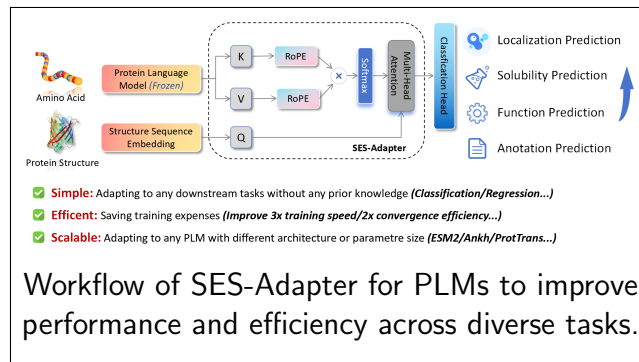 Amino Acid
Protein Language
Model (Frozen)
K
RoPE
V
RoPE
×
Softmax
Multi-Head
Attention
Classfication Head
Localization Prediction
Solubility Prediction
Function Prediction
Anotation Prediction
Protein Structure
Structure Sequence
Embedding
Q
SES-Adapter
Simple: Adapting to any downstream tasks without any prior knowledge (Classification/Regression...)
Efficent: Saving training expenses (Improve 3x training speed/2x convergence efficiency...)
Scalable: Adapting to any PLM with different architecture or parametre size (ESM2/Ankh/ProtTrans...)
Workflow of SES-Adapter for PLMs to improve
performance and efficiency across diverse tasks.